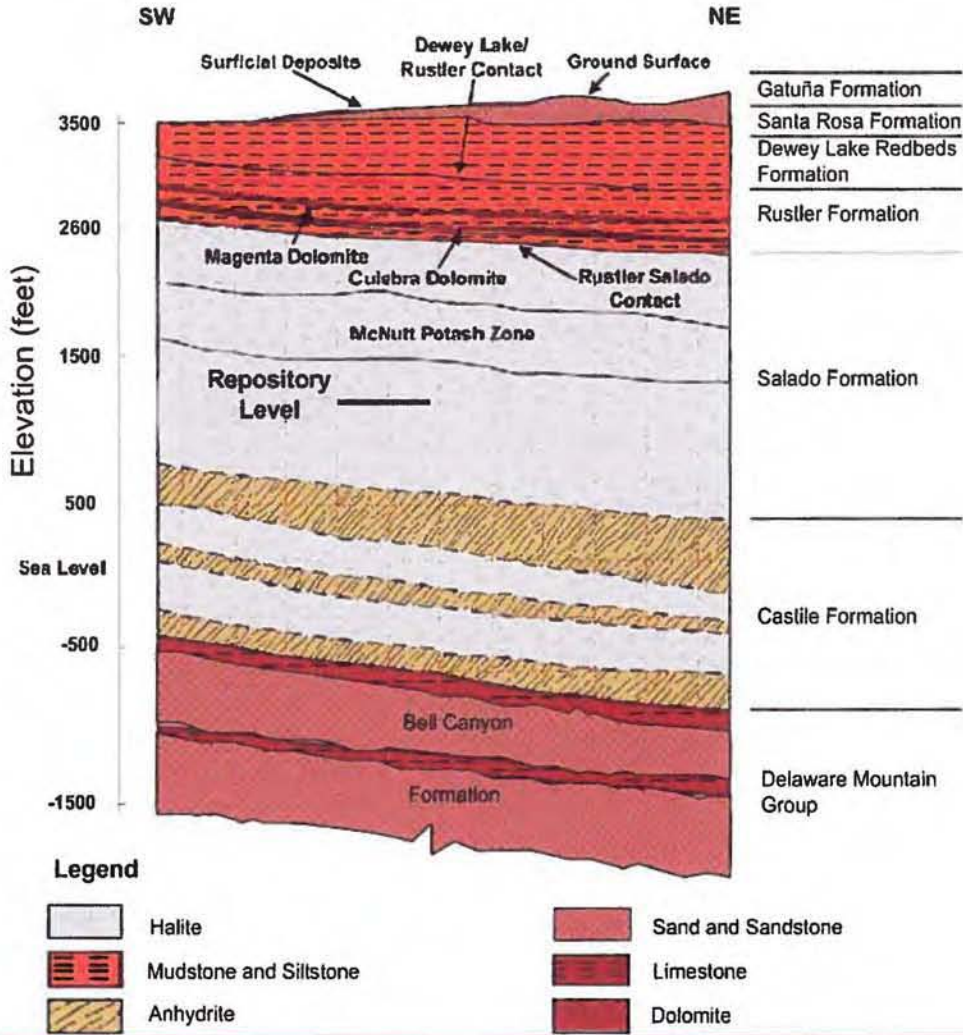 SW
NE
Surficial Deposits
Dewey Lake/
Rustler Contact
Ground Surface
Gatuña Formation
Santa Rosa Formation
Dewey Lake Redbeds
Formation
Rustler Formation
Salado Formation
Castile Formation
Delaware Mountain
Group
Elevation (feet)
3500
2600
1500
500
Sea Level
-500
-1500
Magenta Dolomite
Culebra Dolomite
Rustler Salado
Contact
McNutt Potash Zone
Repository
Level
Bell Canyon
Formation
Legend
Halite
Mudstone and Siltstone
Anhydrite
Sand and Sandstone
Limestone
Dolomite